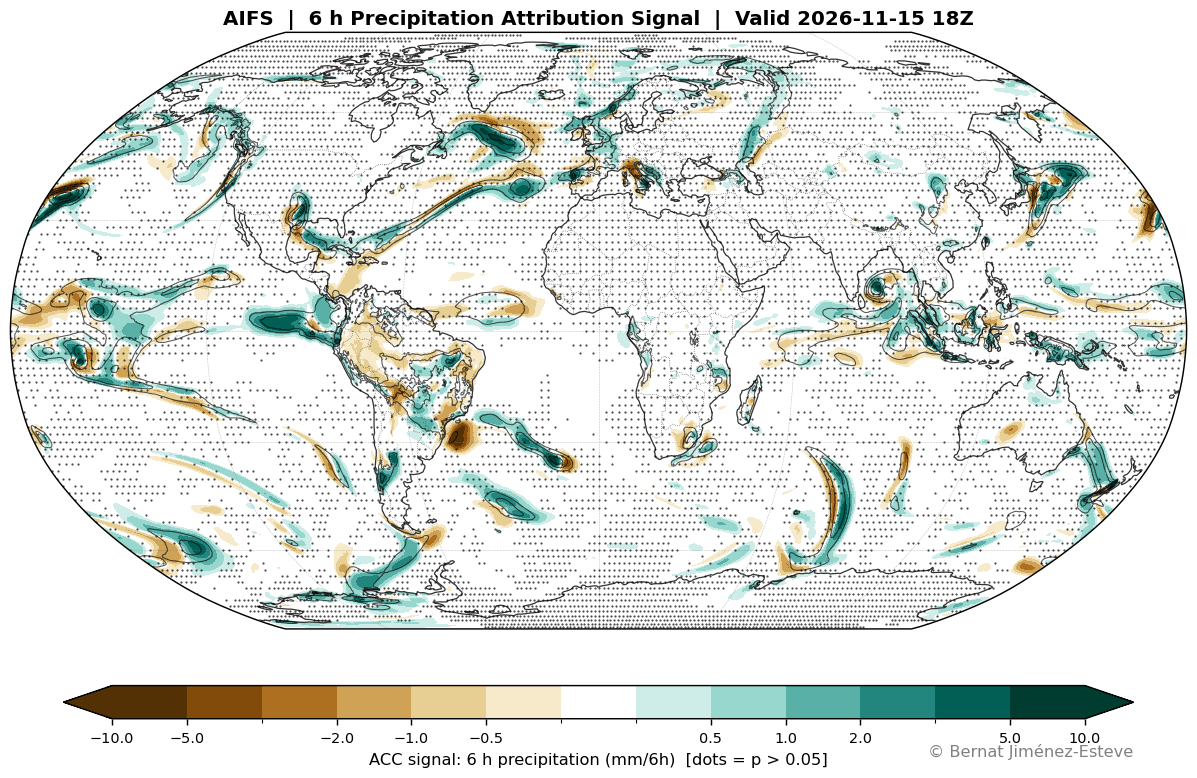 AIFS | 6 h Precipitation Attribution Signal | Valid 2026-11-15 18Z
−10.0 −5.0 −2.0 −1.0 −0.5 0.5 1.0 2.0 5.0 10.0
© Bernat Jiménez-Esteve
ACC signal: 6 h precipitation (mm/6h) [dots = p > 0.05]